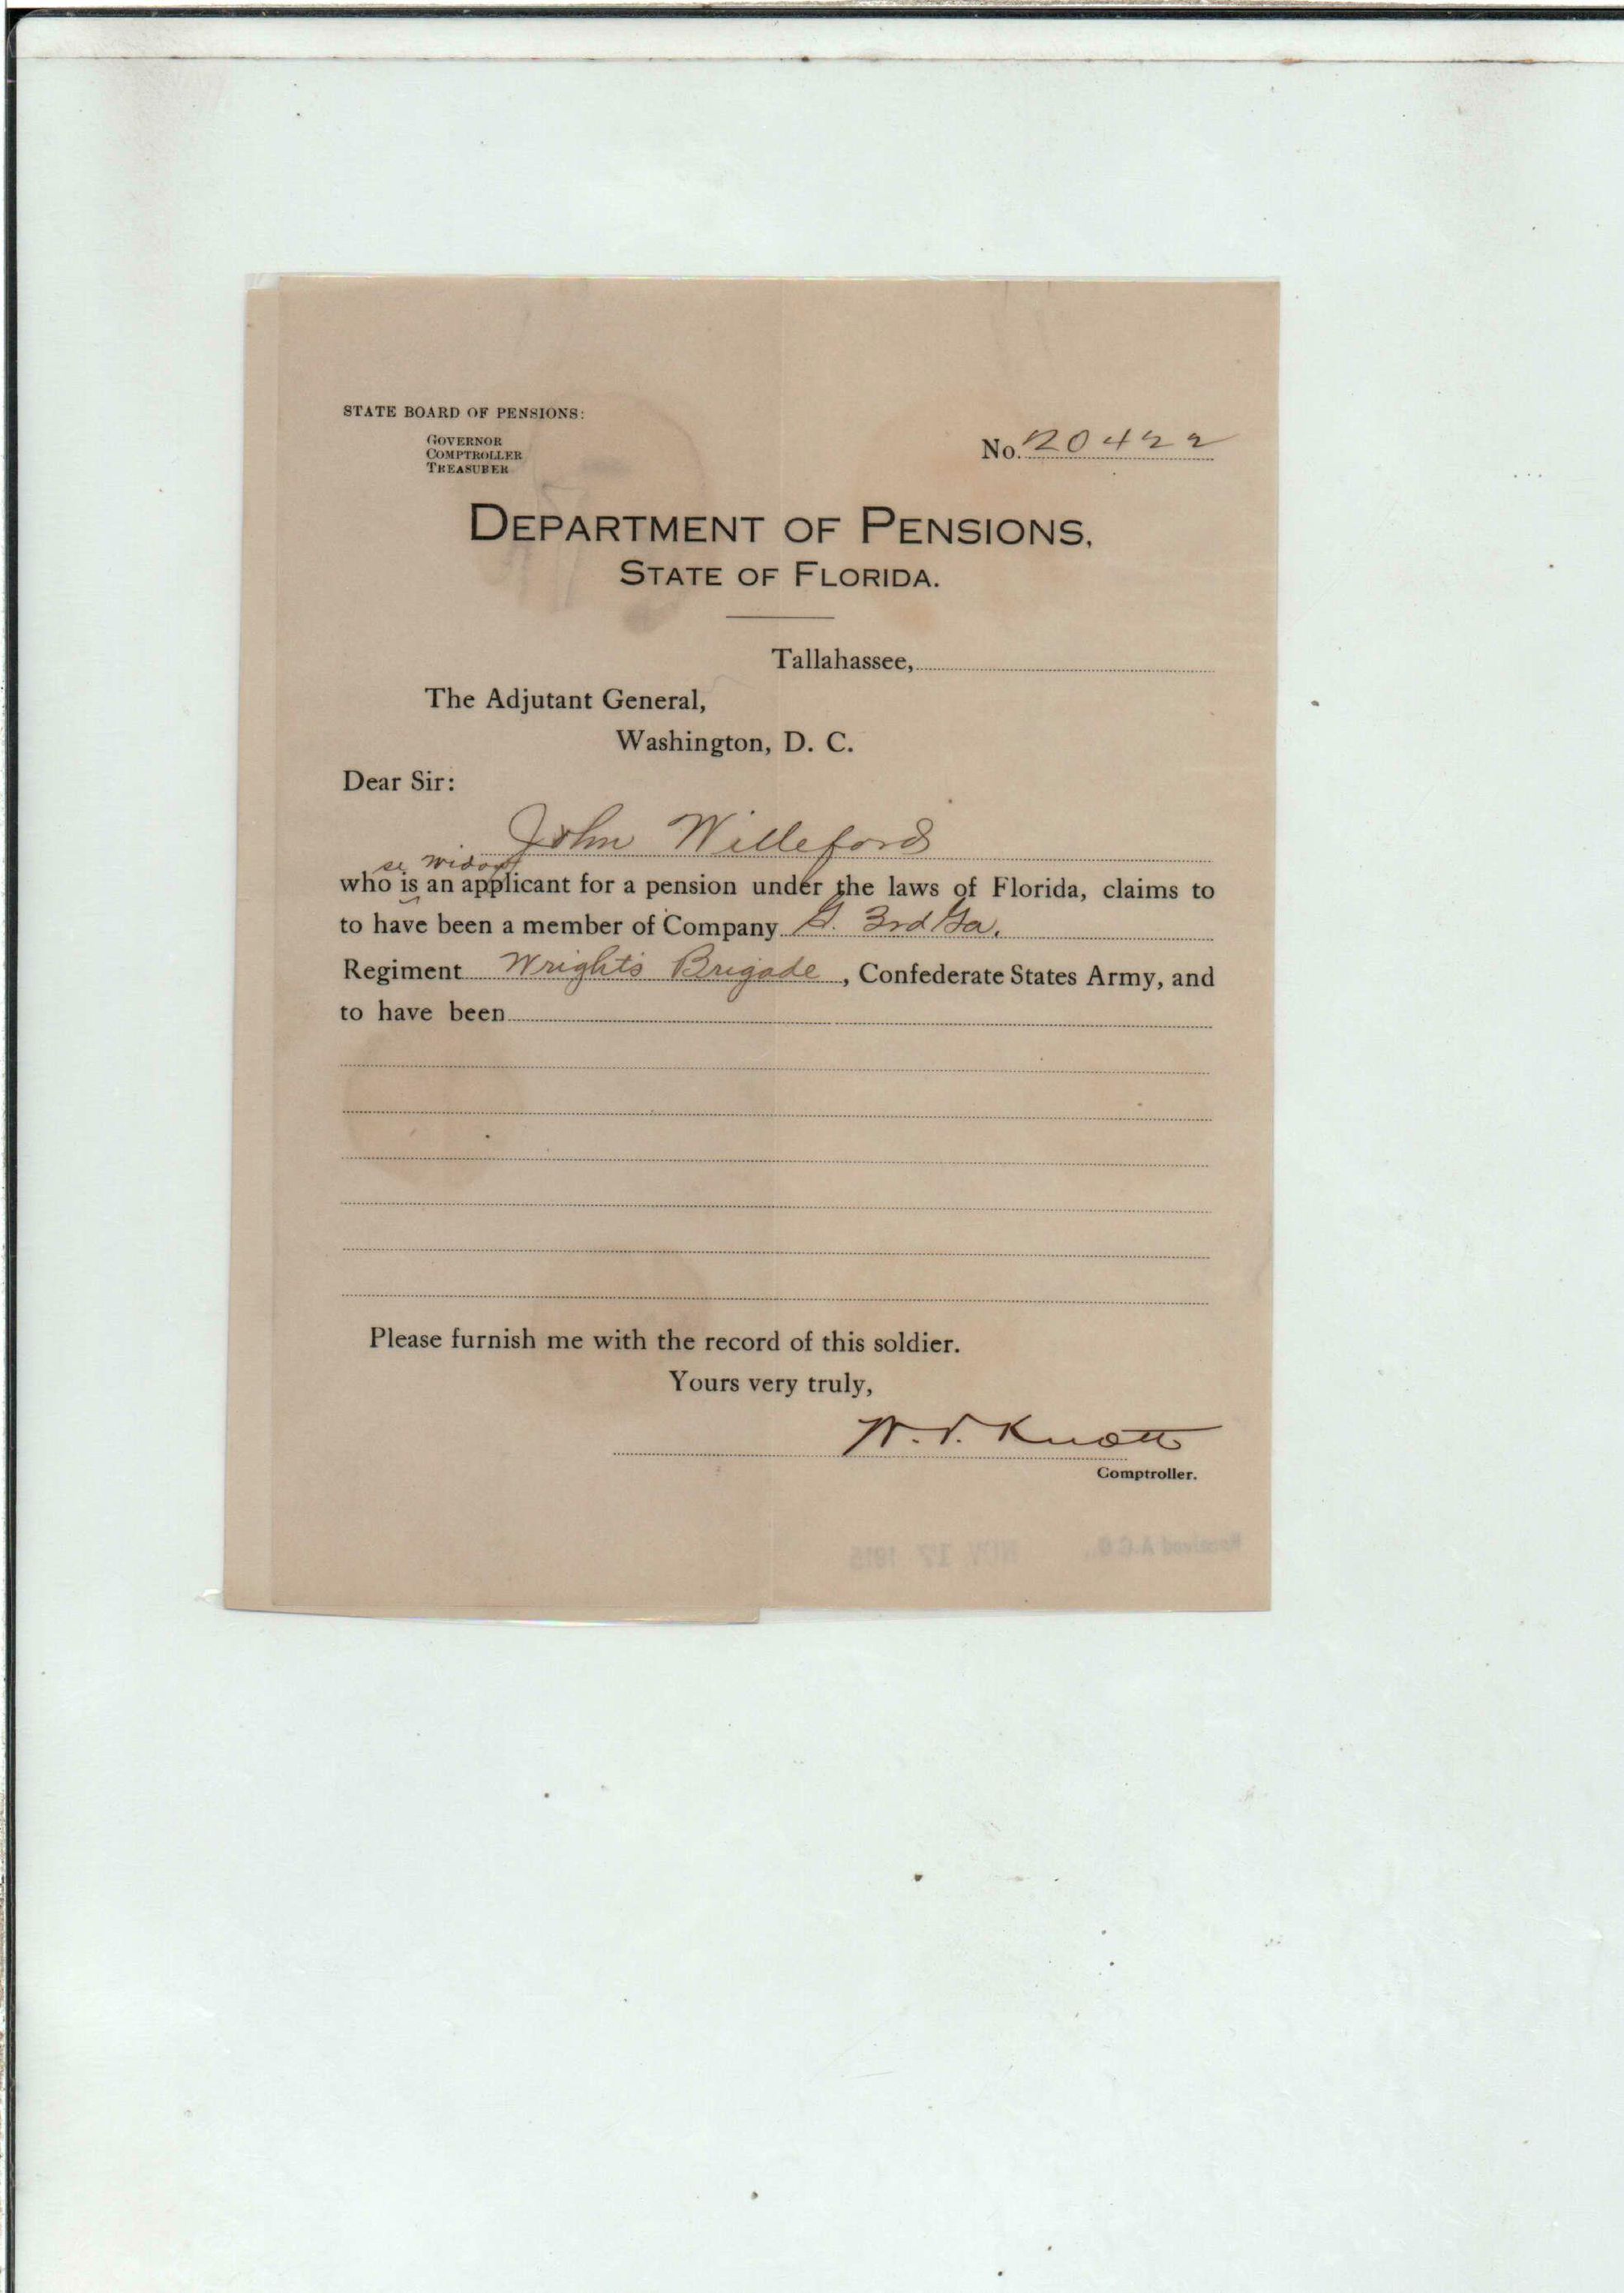 STATE BOARD OF PENSIONS:
GOVERNOR
COMPTROLLER
TREASURER
No. 20422
DEPARTMENT OF PENSIONS,
STATE OF FLORIDA.
Tallahassee,
The Adjutant General,
Washington, D. C.
Dear Sir:
John Willeford
se widow
who is an applicant for a pension under the laws of Florida, claims to
to have been a member of Company G. 3rd Ga.
Regiment Wright's Brigade, Confederate States Army, and
to have been
Please furnish me with the record of this soldier.
Yours very truly,
W. V. Knott
Comptroller.
Received A.G.O. NOV 17 1915